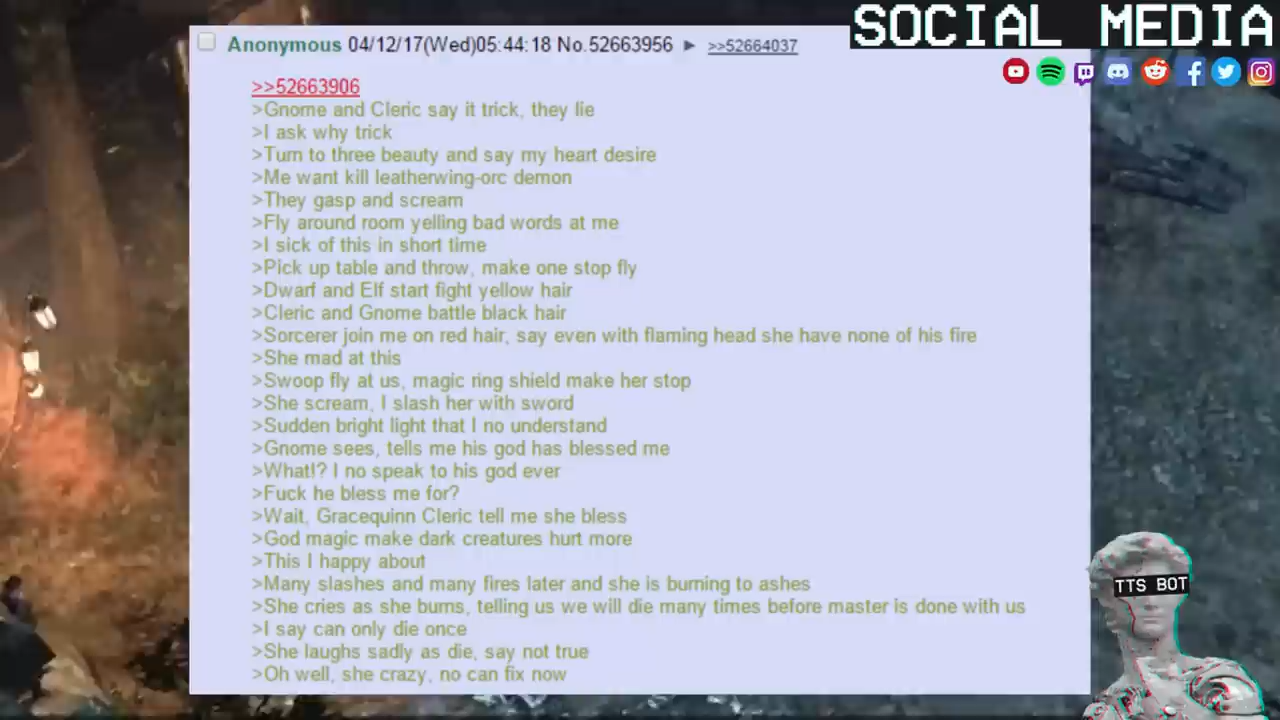 SOCIAL MEDIA
Anonymous 04/12/17(Wed)05:44:18 No.52663956 ▶ >>52664037
>>52663906
>Gnome and Cleric say it trick, they lie
>I ask why trick
>Turn to three beauty and say my heart desire
>Me want kill leatherwing-orc demon
>They gasp and scream
>Fly around room yelling bad words at me
>I sick of this in short time
>Pick up table and throw, make one stop fly
>Dwarf and Elf start fight yellow hair
>Cleric and Gnome battle black hair
>Sorcerer join me on red hair, say even with flaming head she have none of his fire
>She mad at this
>Swoop fly at us, magic ring shield make her stop
>She scream, I slash her with sword
>Sudden bright light that I no understand
>Gnome sees, tells me his god has blessed me
>What!? I no speak to his god ever
>Fuck he bless me for?
>Wait, Gracequinn Cleric tell me she bless
>God magic make dark creatures hurt more
>This I happy about
>Many slashes and many fires later and she is burning to ashes
>She cries as she burns, telling us we will die many times before master is done with us
>I say can only die once
>She laughs sadly as die, say not true
>Oh well, she crazy, no can fix now
TTS BOT